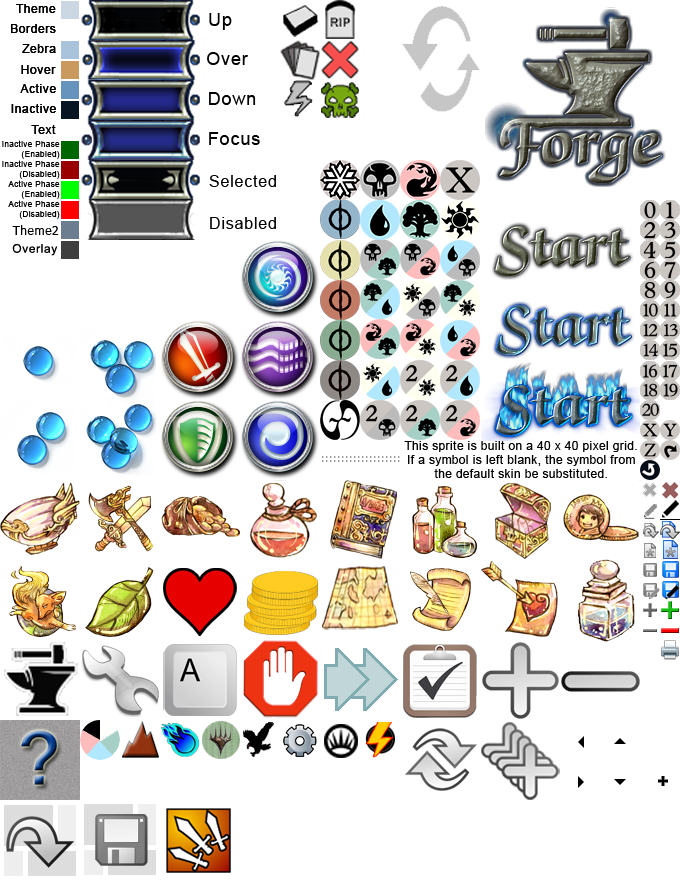 Theme
Borders
Zebra
Hover
Active
Inactive
Text
Inactive Phase
(Enabled)
Inactive Phase
(Disabled)
Active Phase
(Enabled)
Active Phase
(Disabled)
Theme2
Overlay
Up
Over
Down
Focus
Selected
Disabled
RIP
Forge
X
Start
Start
Start
2
2
2
2 2 2
0 1
2 3
4 5
6 7
8 9
10 11
12 13
14 15
16 17
18 19
20
X Y
Z
This sprite is built on a 40 x 40 pixel grid.
If a symbol is left blank, the symbol from
the default skin be substituted.
A
?